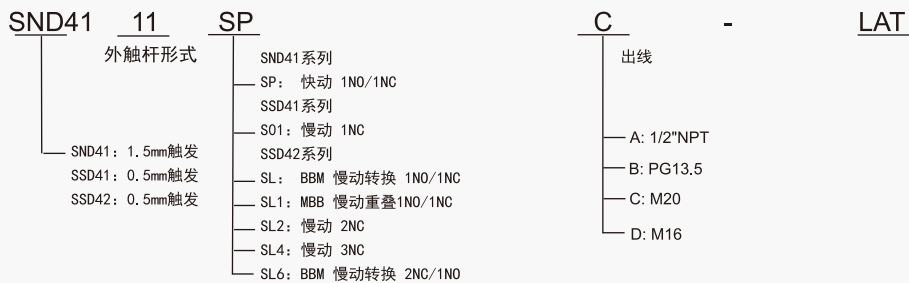 SND41 11 SP C - LAT
外触杆形式
出线
SND41系列
SP： 快动 1NO/1NC
SSD41系列
SO1：慢动 1NC
SSD42系列
SL： BBM 慢动转换 1NO/1NC
SL1：MBB 慢动重叠1NO/1NC
SL2：慢动 2NC
SL4：慢动 3NC
SL6：BBM 慢动转换 2NC/1NO
SND41：1.5mm触发
SSD41：0.5mm触发
SSD42：0.5mm触发
A: 1/2"NPT
B: PG13.5
C: M20
D: M16